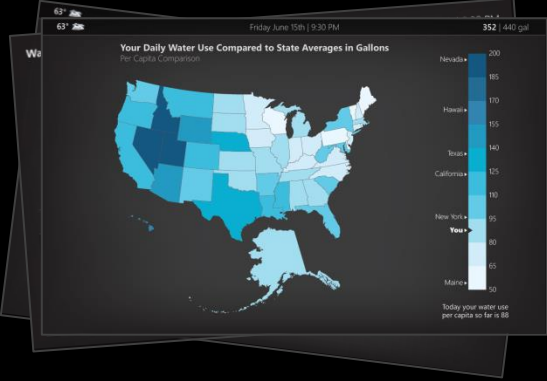 63°
63°
Friday June 15th | 9:30 PM
352 | 440 gal
Wa
Your Daily Water Use Compared to State Averages in Gallons
Per Capita Comparison
Nevada
Hawaii
Texas
California
New York
You
Maine
200
185
170
155
140
125
110
95
80
65
50
Today your water use
per capita so far is 88